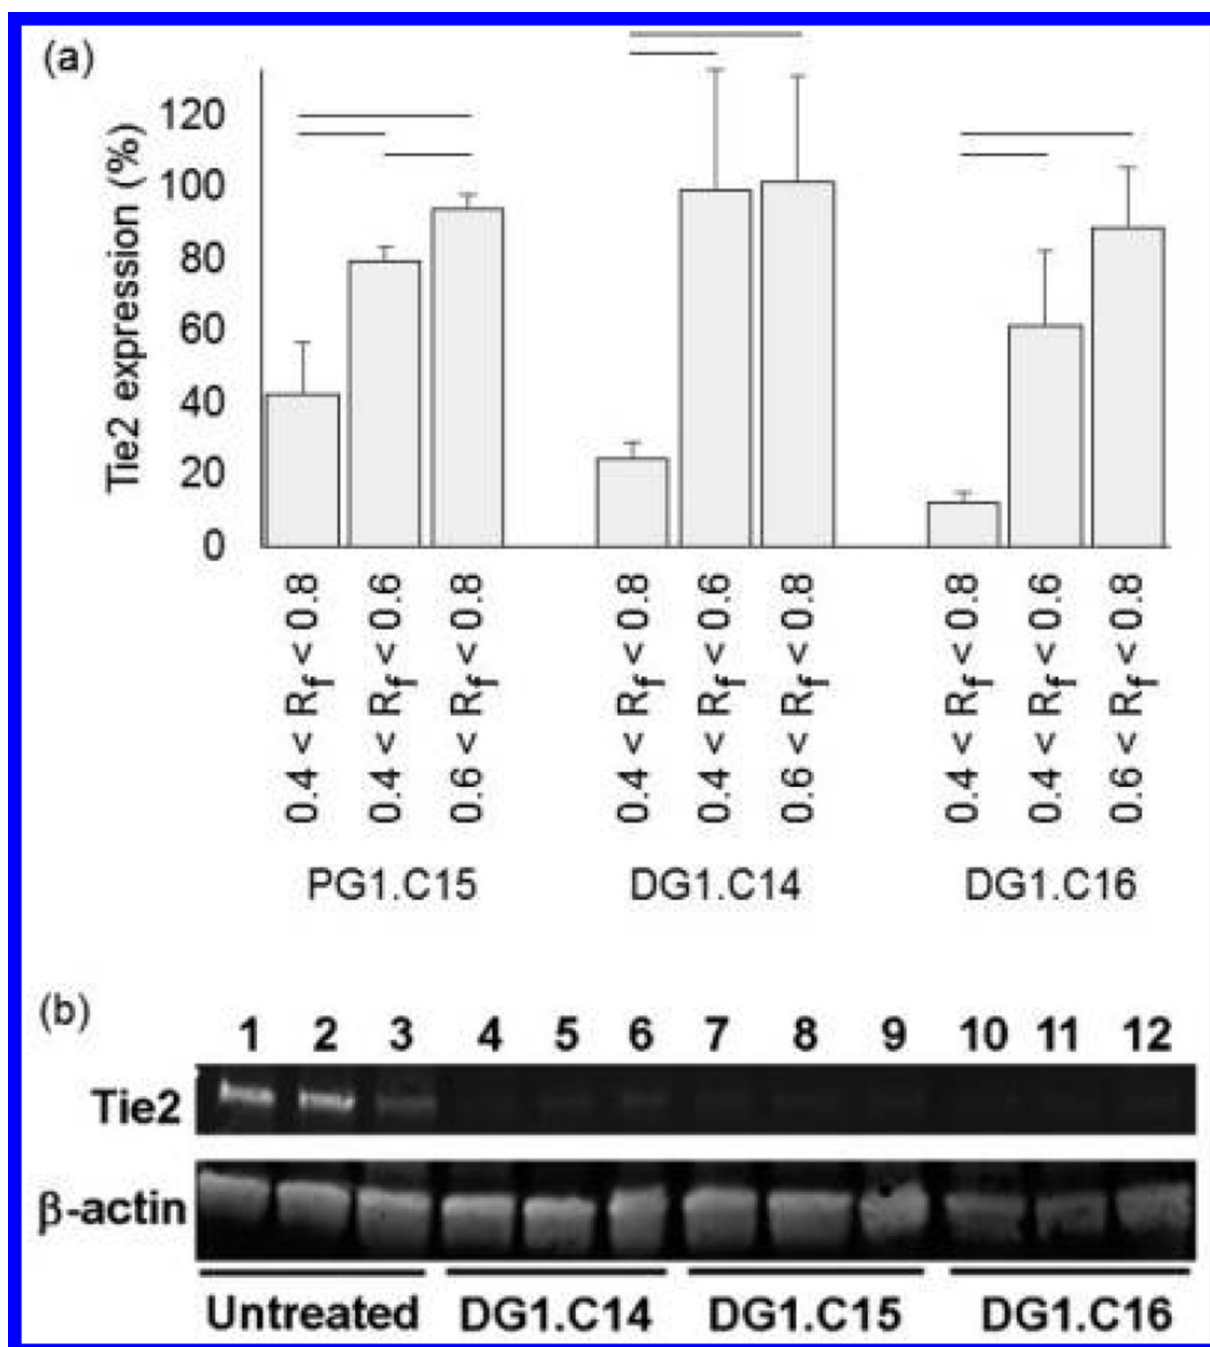 (a)
Tie2 expression (%)
120
100
80
60
40
20
0
0.4 < Rf < 0.8
0.4 < Rf < 0.6
0.6 < Rf < 0.8
0.4 < Rf < 0.8
0.4 < Rf < 0.6
0.6 < Rf < 0.8
0.4 < Rf < 0.8
0.4 < Rf < 0.6
0.6 < Rf < 0.8
PG1.C15 DG1.C14 DG1.C16
(b)
1 2 3 4 5 6 7 8 9 10 11 12
Tie2
β-actin
Untreated DG1.C14 DG1.C15 DG1.C16